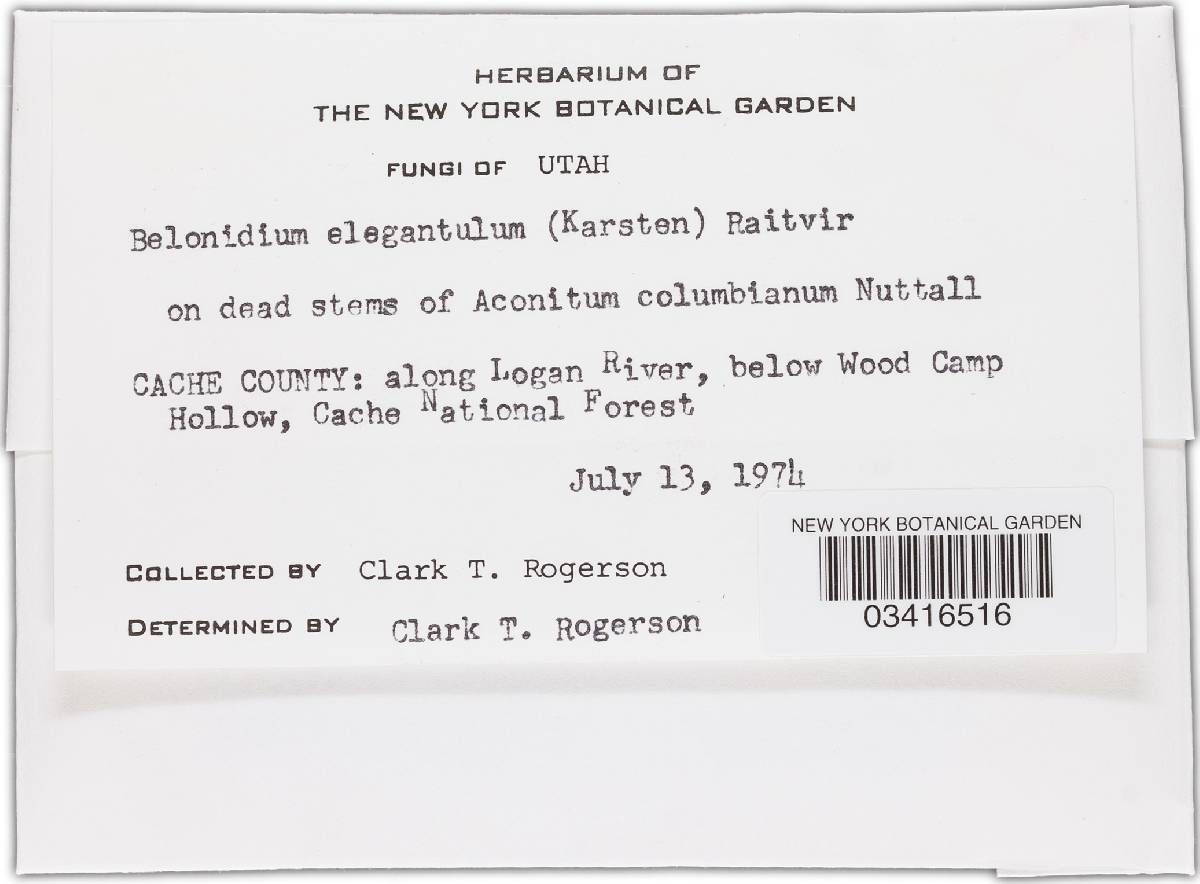 HERBARIUM OF
THE NEW YORK BOTANICAL GARDEN
FUNGI OF UTAH
Belonidium elegantulum (Karsten) Raitvir
on dead stems of Aconitum columbianum Nuttall
CACHE COUNTY: along Logan River, below Wood Camp
Hollow, Cache National Forest
July 13, 1974
COLLECTED BY Clark T. Rogerson
DETERMINED BY Clark T. Rogerson
NEW YORK BOTANICAL GARDEN
03416516